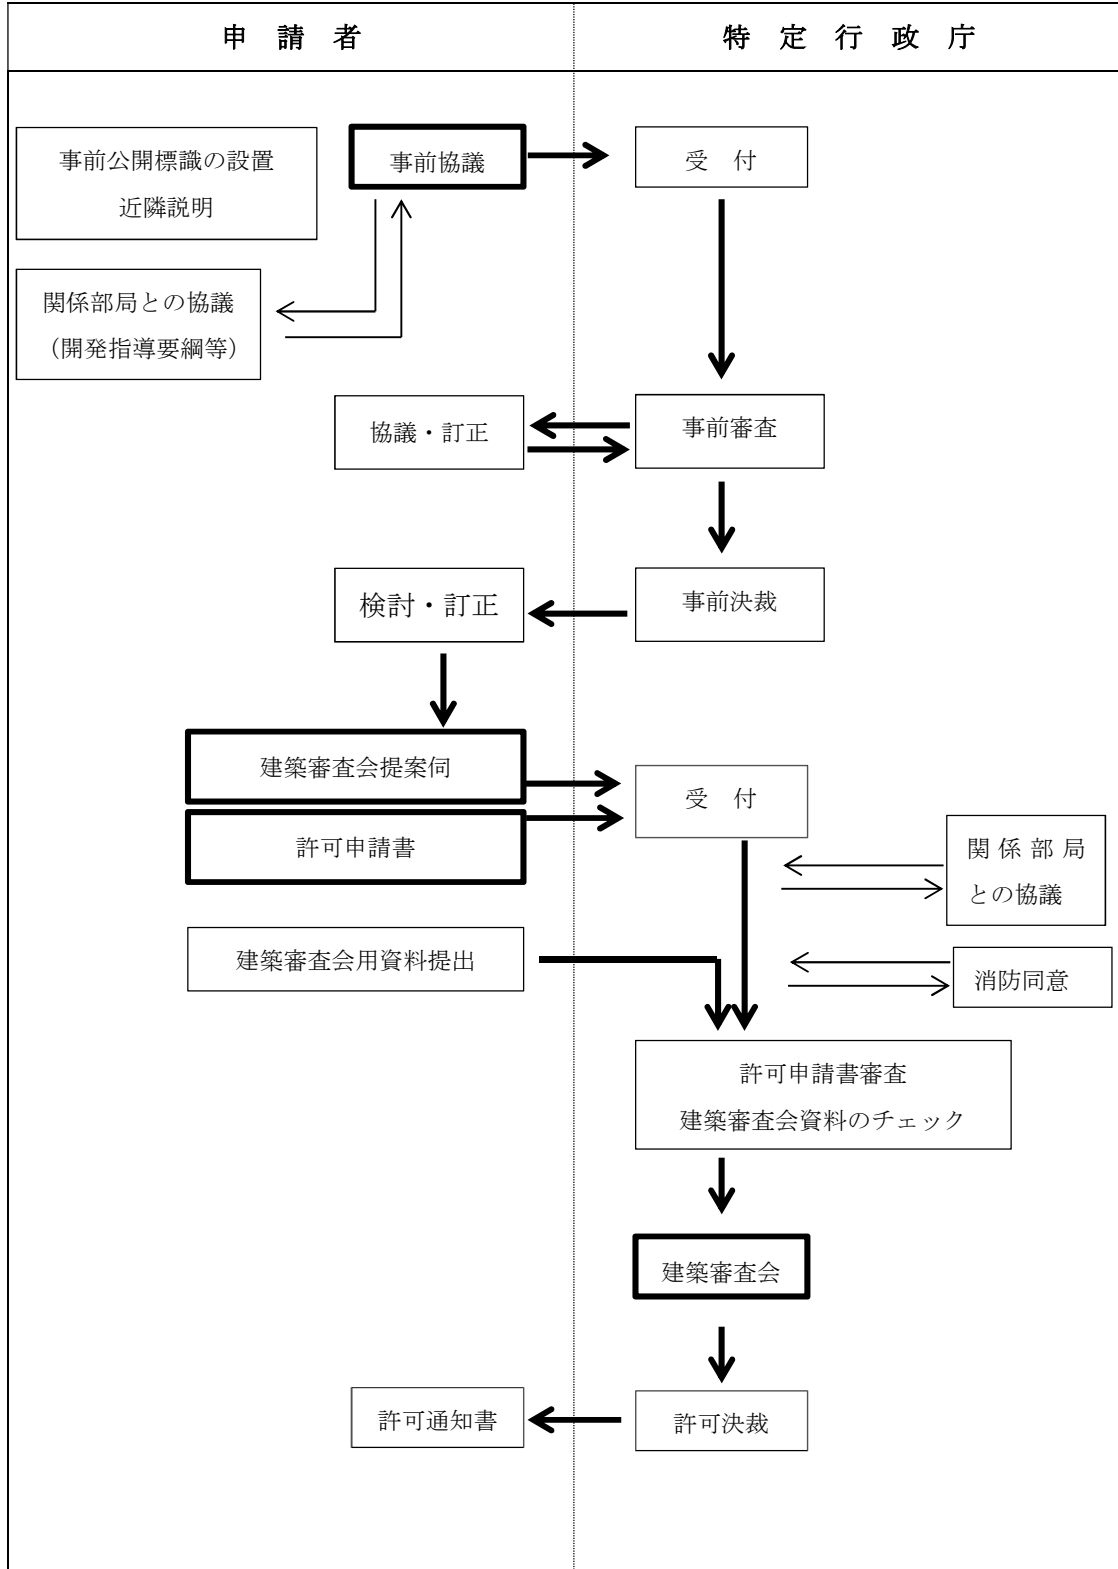 申 請 者
特 定 行 政 庁
事前公開標識の設置
近隣説明
事前協議
受 付
関係部局との協議
（開発指導要綱等）
協議・訂正
事前審査
検討・訂正
事前決裁
建築審査会提案伺
許可申請書
受 付
関 係 部 局
との協議
建築審査会用資料提出
消防同意
許可申請書審査
建築審査会資料のチェック
建築審査会
許可通知書
許可決裁